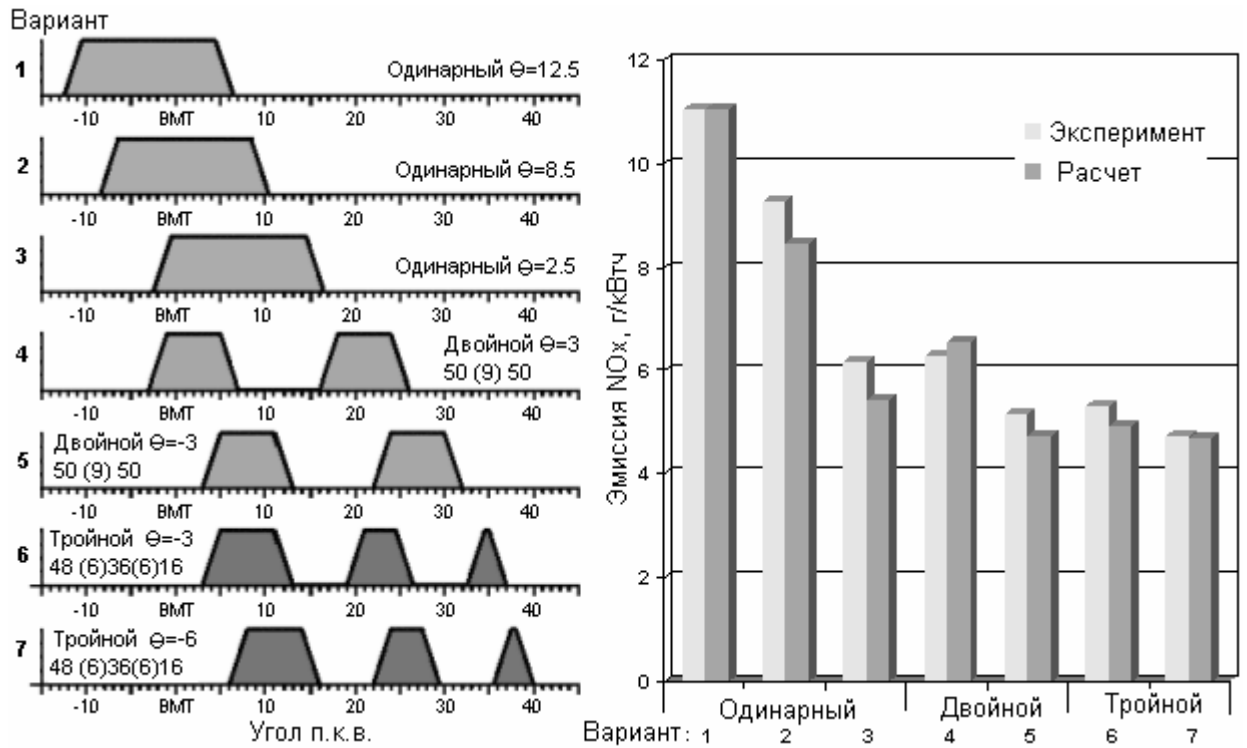 Вариант
1
Одинарный Θ=12.5
-10 ВМТ 10 20 30 40
2
Одинарный Θ=8.5
-10 ВМТ 10 20 30 40
3
Одинарный Θ=2.5
-10 ВМТ 10 20 30 40
4
Двойной Θ=3
50 (9) 50
-10 ВМТ 10 20 30 40
5
Двойной Θ=-3
50 (9) 50
-10 ВМТ 10 20 30 40
6
Тройной Θ=-3
48 (6)36(6)16
-10 ВМТ 10 20 30 40
7
Тройной Θ=-6
48 (6)36(6)16
-10 ВМТ 10 20 30 40
Угол п.к.в.
Эмиссия NOx, г/кВтч
12
10
8
6
4
2
0
Эксперимент
Расчет
Одинарный Двойной Тройной
Вариант: 1 2 3 4 5 6 7